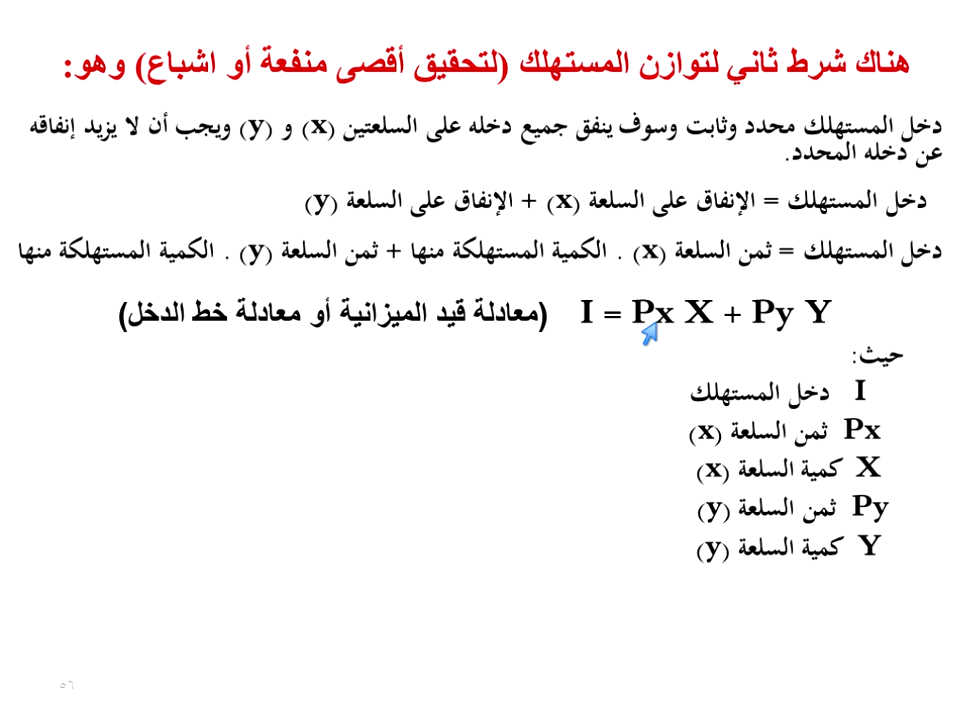 هناك شرط ثاني لتوازن المستهلك (لتحقيق أقصى منفعة أو اشباع) وهو:
دخل المستهلك محدد وثابت وسوف ينفق جميع دخله على السلعتين (x) و (y) ويجب أن لا يزيد إنفاقه
عن دخله المحدد.
دخل المستهلك = الإنفاق على السلعة (x) + الإنفاق على السلعة (y)
دخل المستهلك = ثمن السلعة (x) . الكمية المستهلكة منها + ثمن السلعة (y) . الكمية المستهلكة منها
I = Px X + Py Y (معادلة قيد الميزانية أو معادلة خط الدخل)
حيث:
I دخل المستهلك
Px ثمن السلعة (x)
X كمية السلعة (x)
Py ثمن السلعة (y)
Y كمية السلعة (y)
٥٦